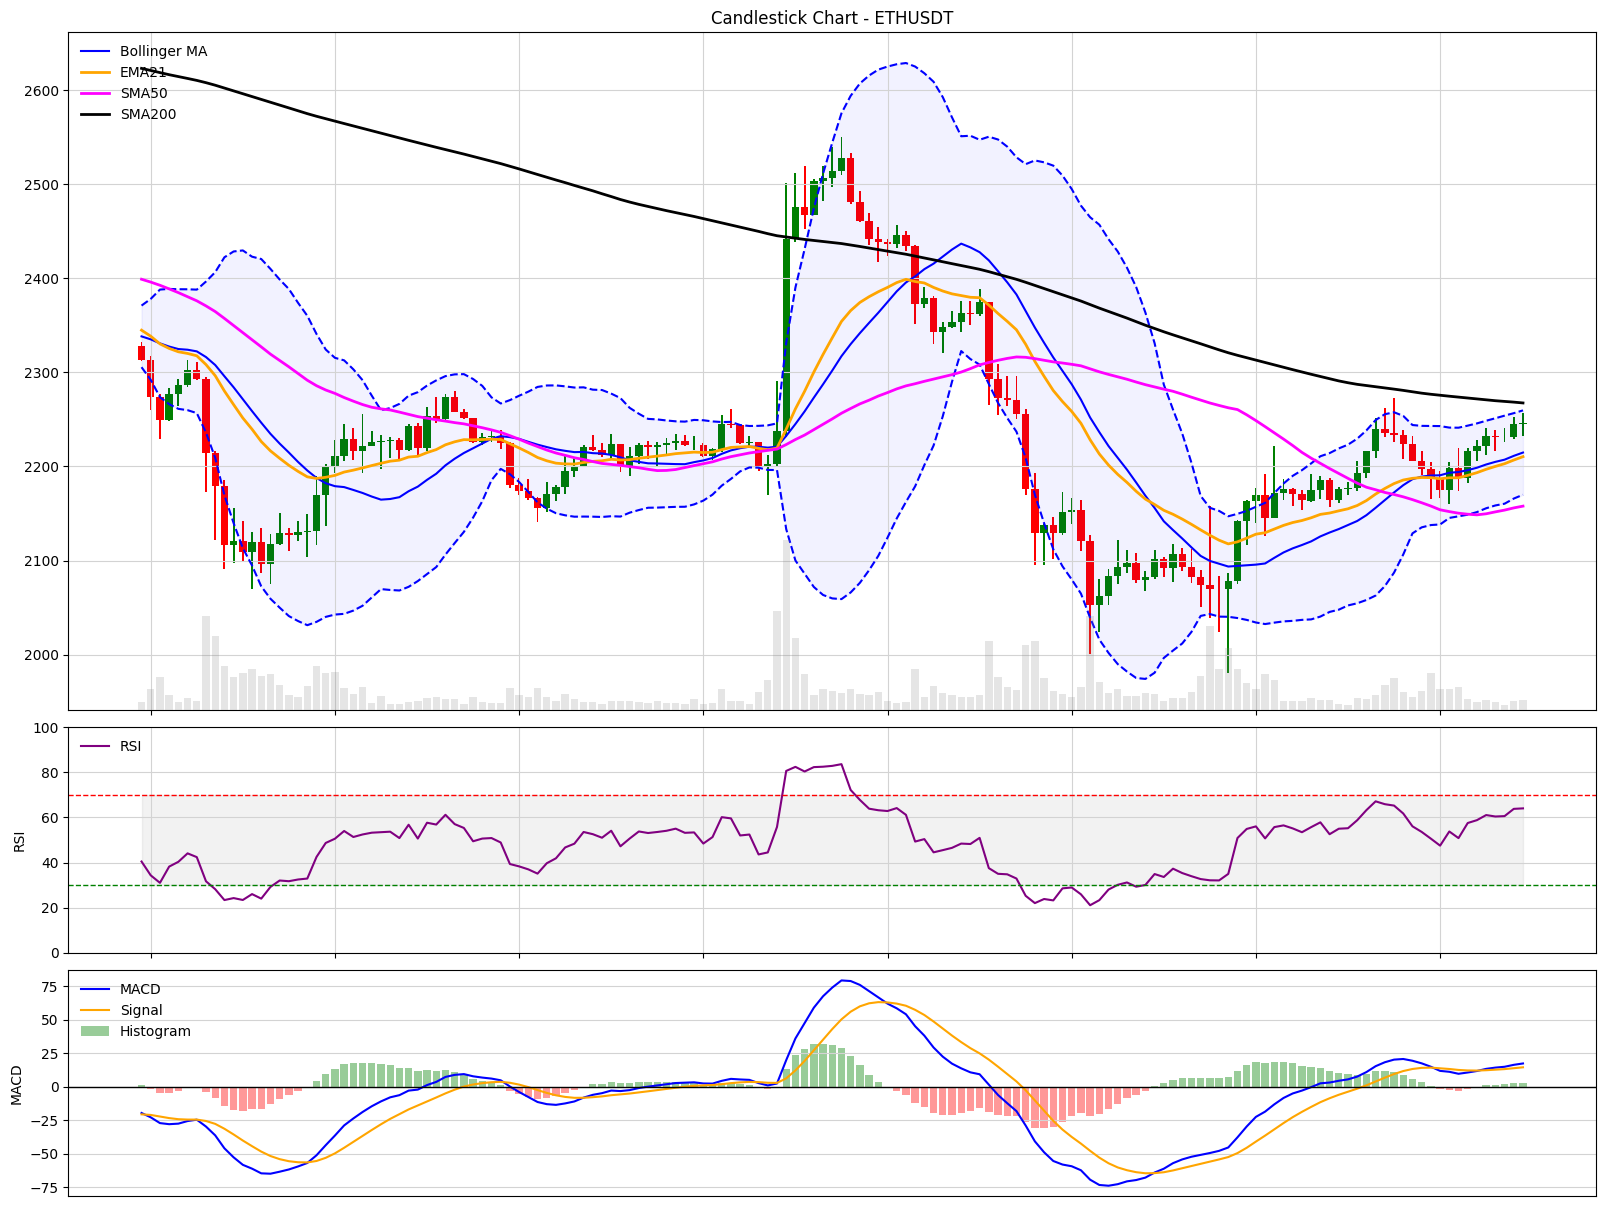 Candlestick Chart - ETHUSDT
Bollinger MA
EMA21
SMA50
SMA200
2600
2500
2400
2300
2200
2100
2000
100
80
60
40
20
0
RSI
RSI
75
50
25
0
−25
−50
−75
MACD
MACD
Signal
Histogram